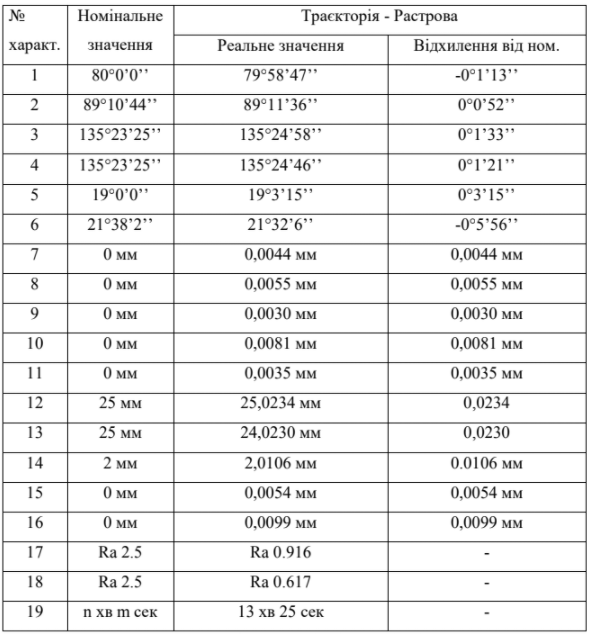 № Номінальне Траєкторія - Растрова
характ. значення Реальне значення Відхилення від ном.
1 80°0’0’’ 79°58’47’’ -0°1’13’’
2 89°10’44’’ 89°11’36’’ 0°0’52’’
3 135°23’25’’ 135°24’58’’ 0°1’33’’
4 135°23’25’’ 135°24’46’’ 0°1’21’’
5 19°0’0’’ 19°3’15’’ 0°3’15’’
6 21°38’2’’ 21°32’6’’ -0°5’56’’
7 0 мм 0,0044 мм 0,0044 мм
8 0 мм 0,0055 мм 0,0055 мм
9 0 мм 0,0030 мм 0,0030 мм
10 0 мм 0,0081 мм 0,0081 мм
11 0 мм 0,0035 мм 0,0035 мм
12 25 мм 25,0234 мм 0,0234
13 25 мм 24,0230 мм 0,0230
14 2 мм 2,0106 мм 0.0106 мм
15 0 мм 0,0054 мм 0,0054 мм
16 0 мм 0,0099 мм 0,0099 мм
17 Ra 2.5 Ra 0.916 -
18 Ra 2.5 Ra 0.617 -
19 n хв m сек 13 хв 25 сек -